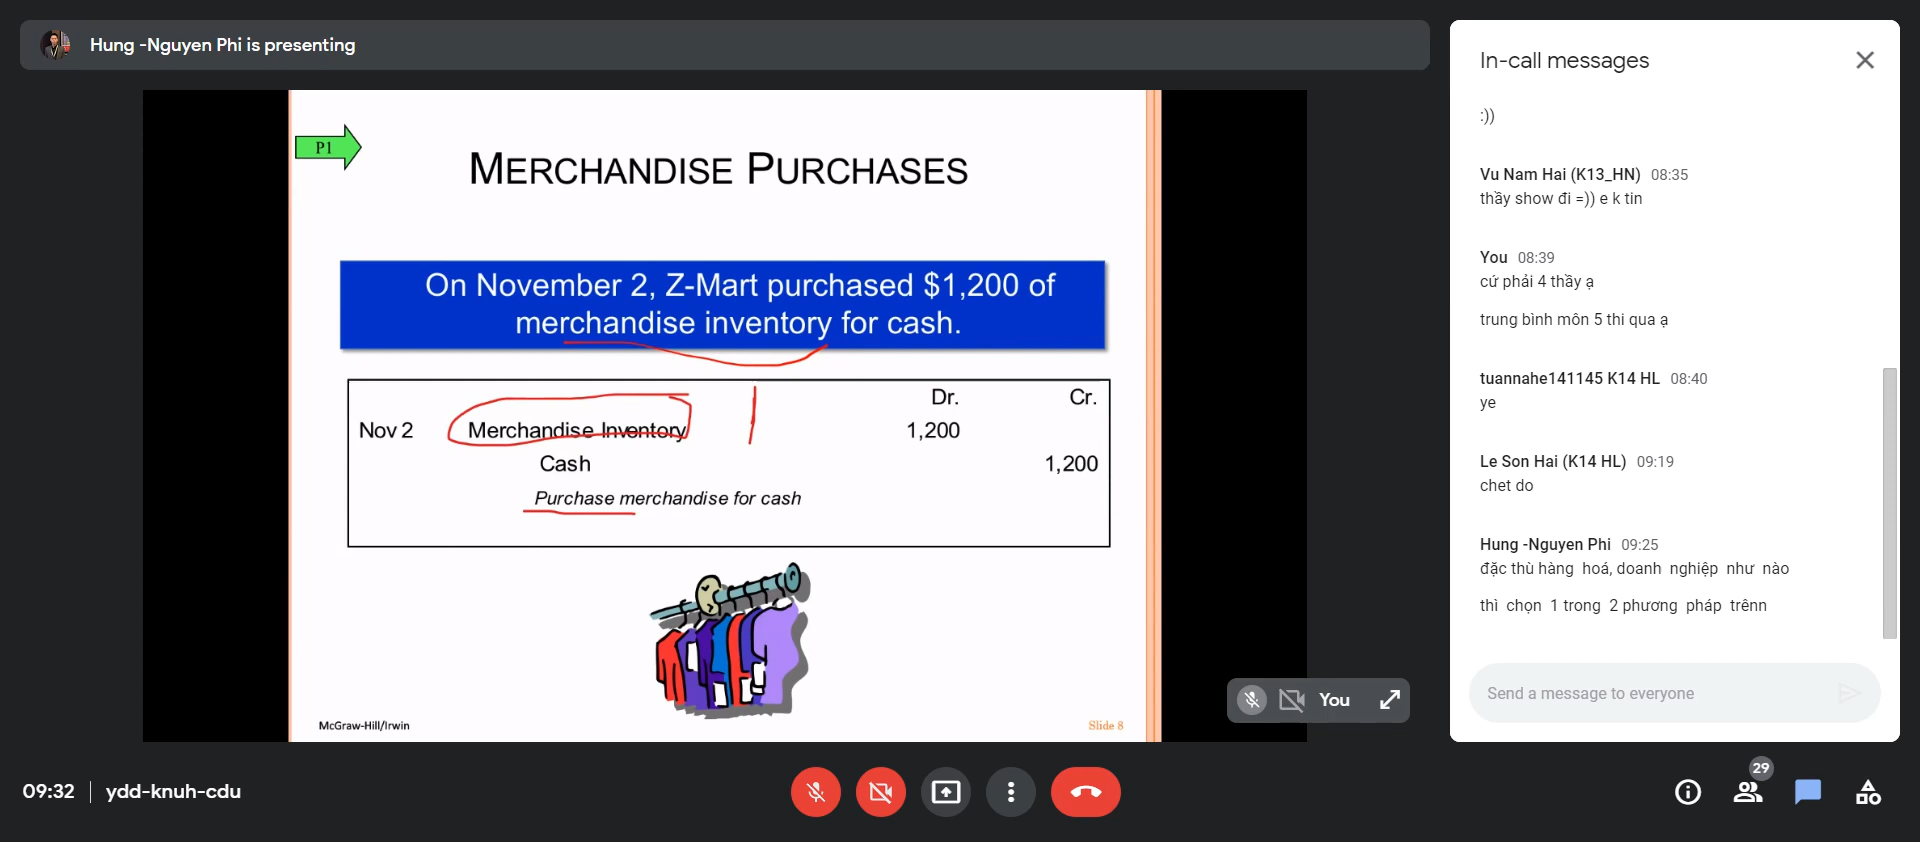 Hung -Nguyen Phi is presenting
P1
MERCHANDISE PURCHASES
On November 2, Z-Mart purchased $1,200 of
merchandise inventory for cash.
Dr. Cr.
Nov 2 Merchandise Inventory 1,200
Cash 1,200
Purchase merchandise for cash
McGraw-Hill/Irwin
Slide 8
You
09:32 | ydd-knuh-cdu
29
In-call messages
:))
Vu Nam Hai (K13_HN) 08:35
thầy show đi =)) e k tin
You 08:39
cứ phải 4 thầy ạ
trung bình môn 5 thi qua ạ
tuannahe141145 K14 HL 08:40
ye
Le Son Hai (K14 HL) 09:19
chet do
Hung -Nguyen Phi 09:25
đặc thù hàng hoá, doanh nghiệp như nào
thì chọn 1 trong 2 phương pháp trênn
Send a message to everyone